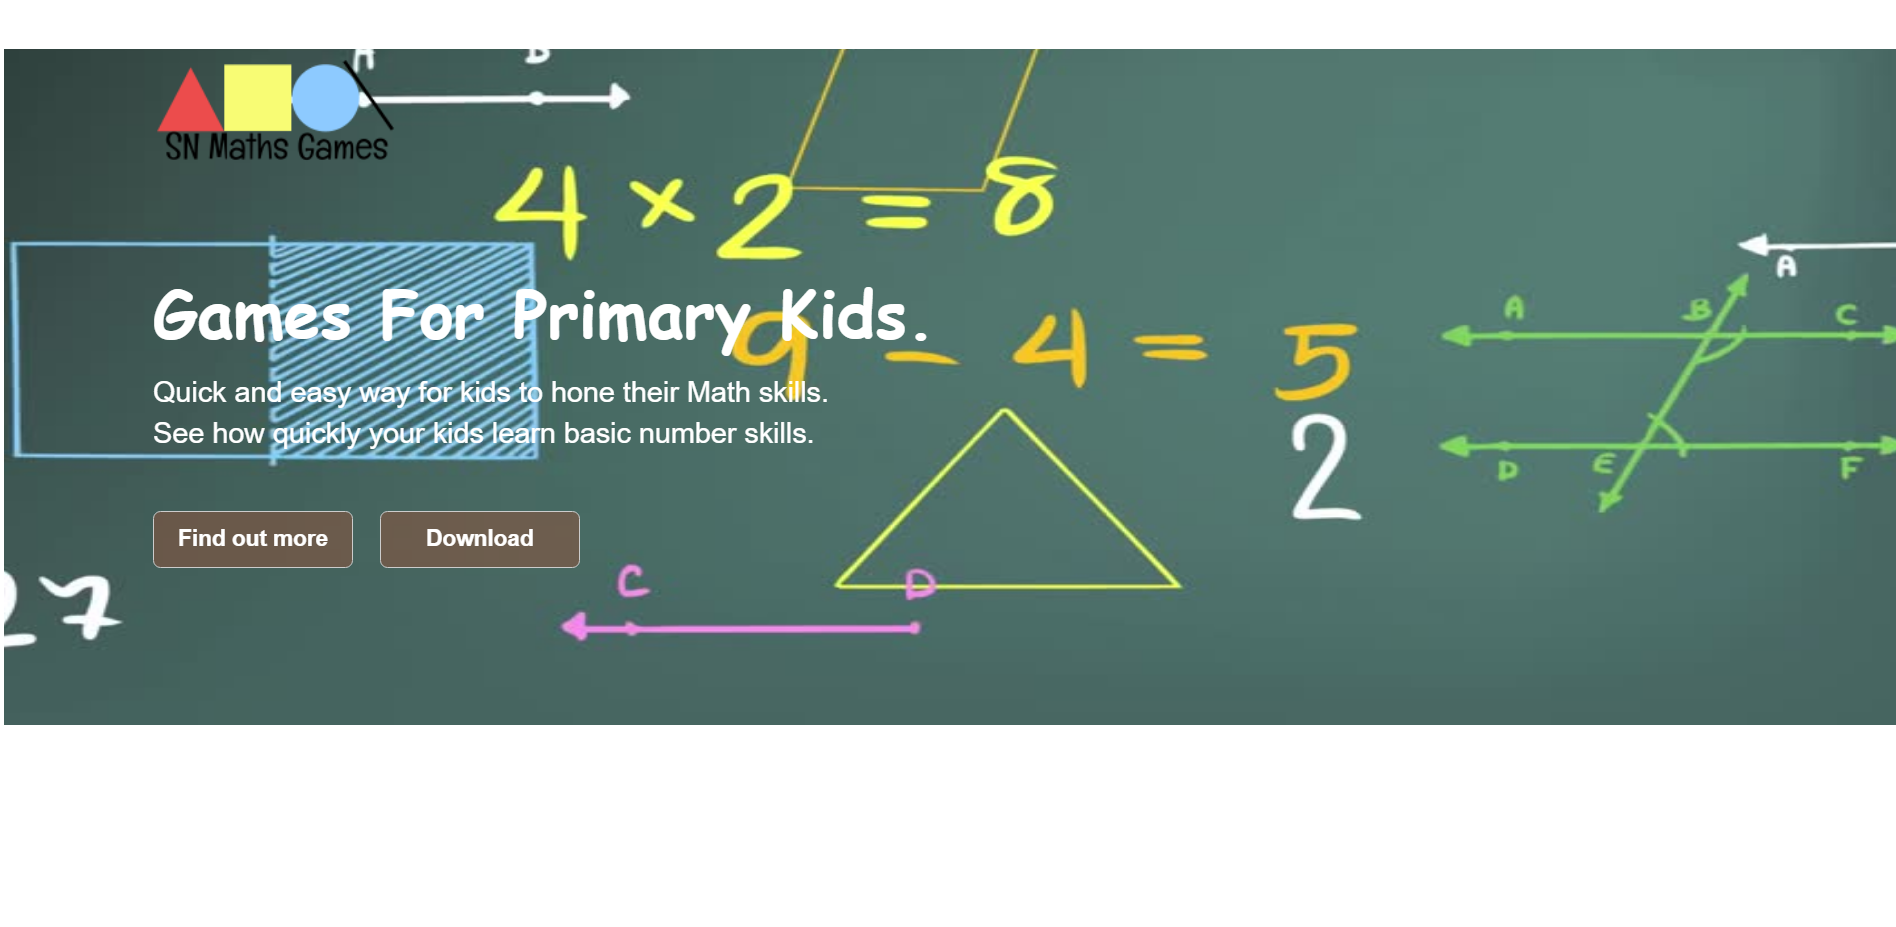 A B
SN Maths Games
4 × 2 = 8
A
Games For Primary Kids.
A B C
9 - 4 = 5
Quick and easy way for kids to hone their Math skills.
See how quickly your kids learn basic number skills.
2
D E F
Find out more
Download
C D
27